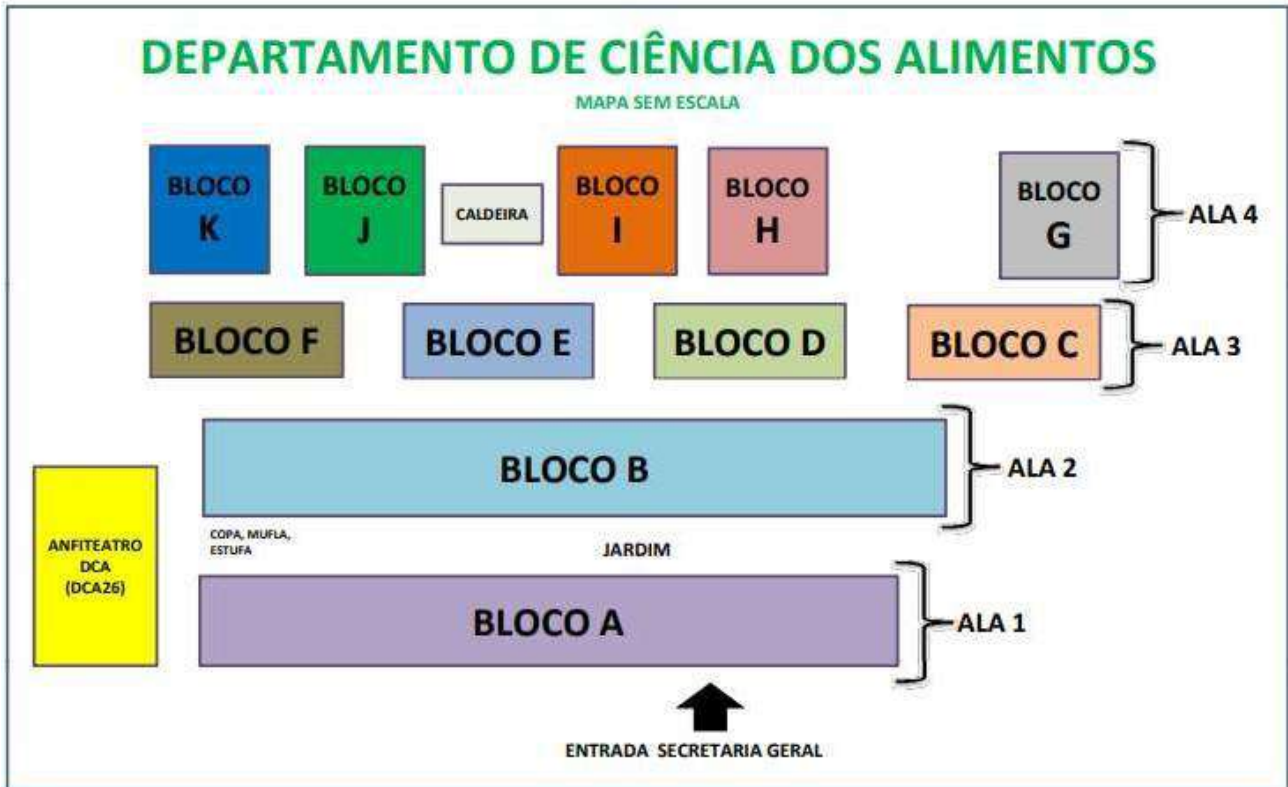 DEPARTAMENTO DE CIÊNCIA DOS ALIMENTOS
MAPA SEM ESCALA
BLOCO
K
BLOCO
J
CALDEIRA
BLOCO
I
BLOCO
H
BLOCO
G
ALA 4
BLOCO F
BLOCO E
BLOCO D
BLOCO C
ALA 3
BLOCO B
ALA 2
ANFITEATRO
DCA
(DCA26)
COPA, MUFLA,
ESTUFA
JARDIM
BLOCO A
ALA 1
ENTRADA SECRETARIA GERAL